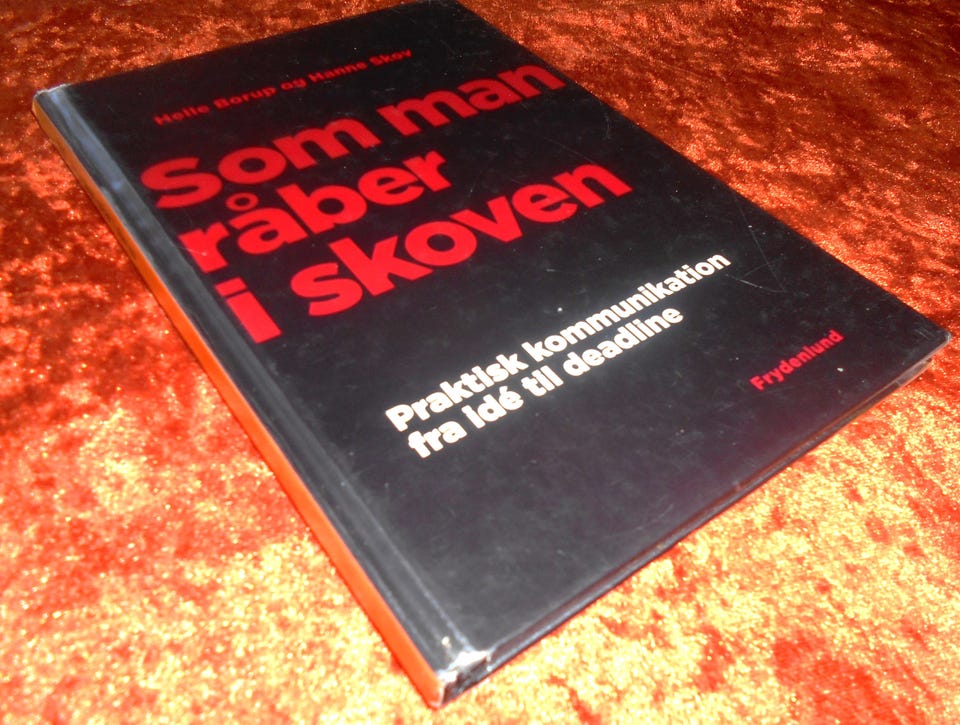 Helle Borup og Hanne Skov
Som man
råber
i skoven
Praktisk kommunikation
fra idé til deadline
Frydenlund